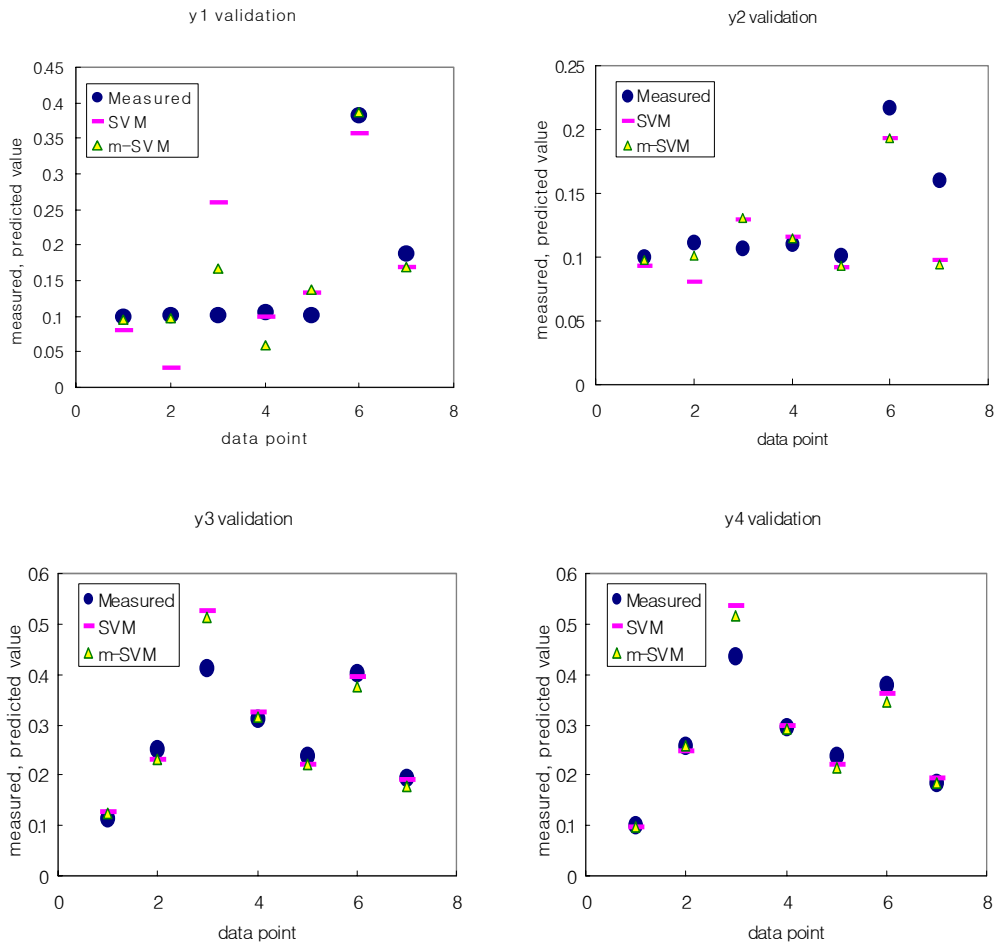 y1 validation
measured, predicted value
0.45
0.4
0.35
0.3
0.25
0.2
0.15
0.1
0.05
0
Measured
SVM
m-SVM
0 2 4 6 8
data point
y2 validation
measured, predicted value
0.25
0.2
0.15
0.1
0.05
0
Measured
SVM
m-SVM
0 2 4 6 8
data point
y3 validation
measured, predicted value
0.6
0.5
0.4
0.3
0.2
0.1
0
Measured
SVM
m-SVM
0 2 4 6 8
data point
y4 validation
measured, predicted value
0.6
0.5
0.4
0.3
0.2
0.1
0
Measured
SVM
m-SVM
0 2 4 6 8
data point